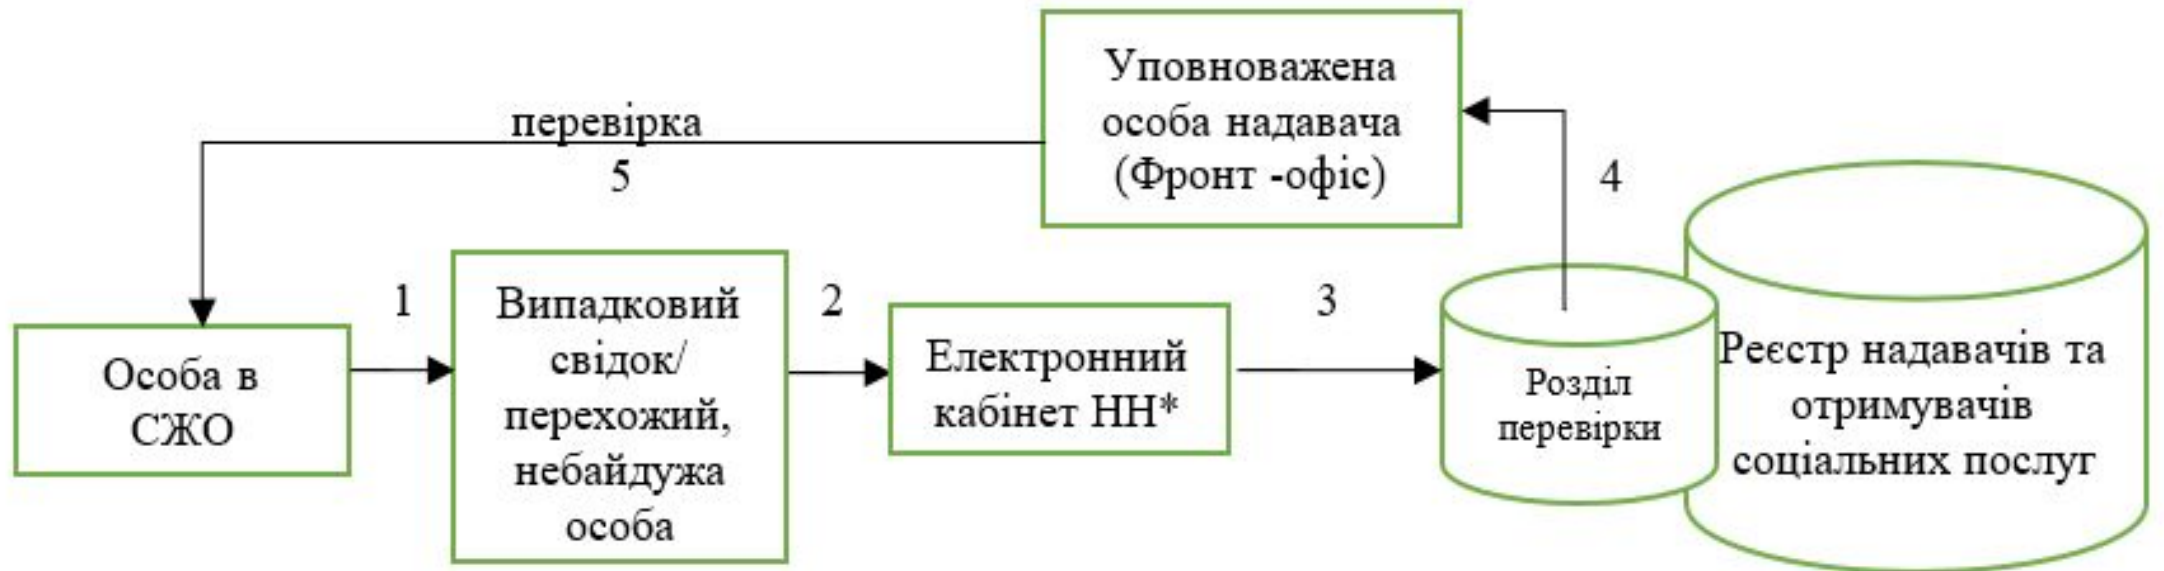 Уповноважена
особа надавача
(Фронт -офіс)
перевірка
5
4
1
Випадковий
свідок/
перехожий,
небайдужа
особа
2
3
Особа в
СЖО
Електронний
кабінет НН*
Розділ
перевірки
Реєстр надавачів та
отримувачів
соціальних послуг